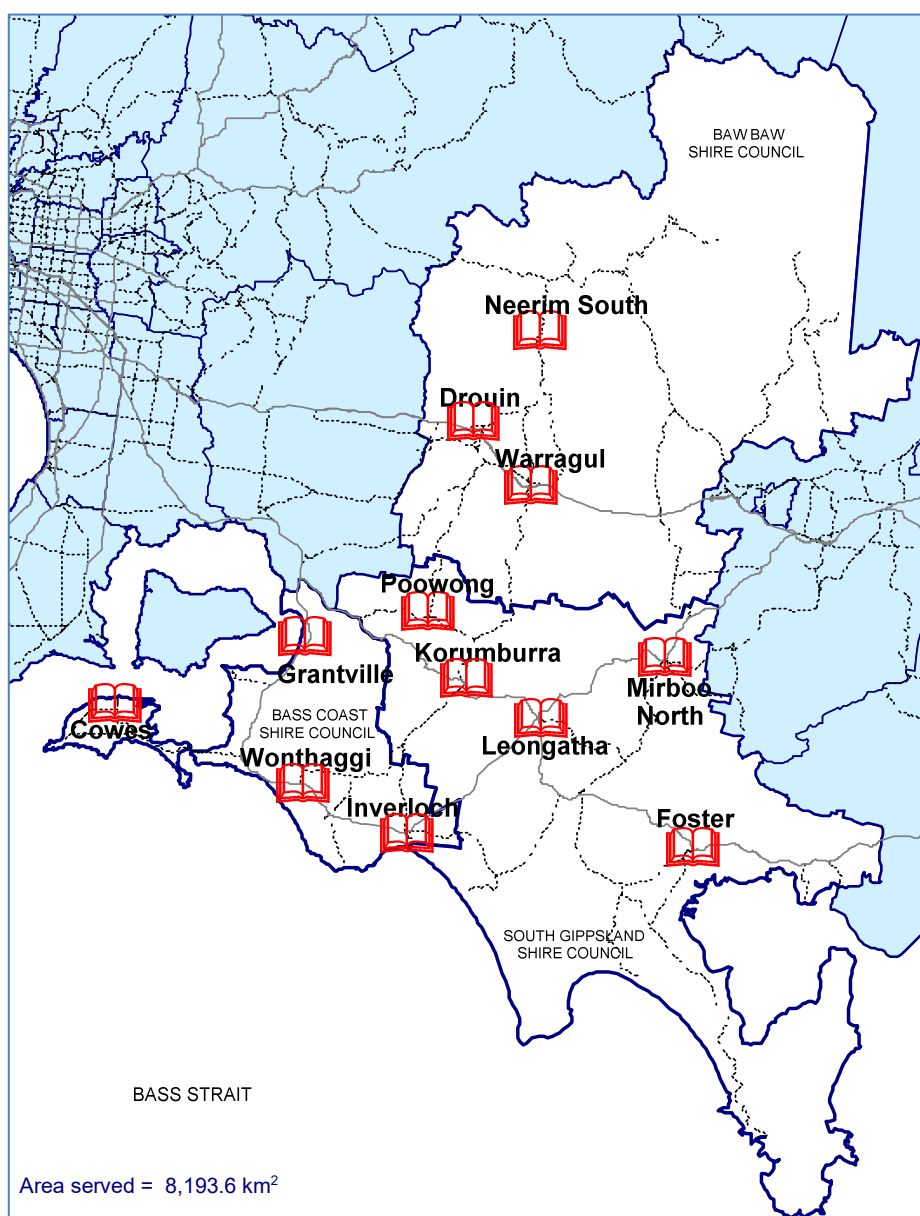 BAW BAW
SHIRE COUNCIL
Neerim South
Drouin
Warragul
Poowong
Korumburra
Grantville
Mirboo
North
Cowes
BASS COAST
SHIRE COUNCIL
Leongatha
Wonthaggi
Inverloch
Foster
SOUTH GIPPSLAND
SHIRE COUNCIL
BASS STRAIT
Area served = 8,193.6 km²